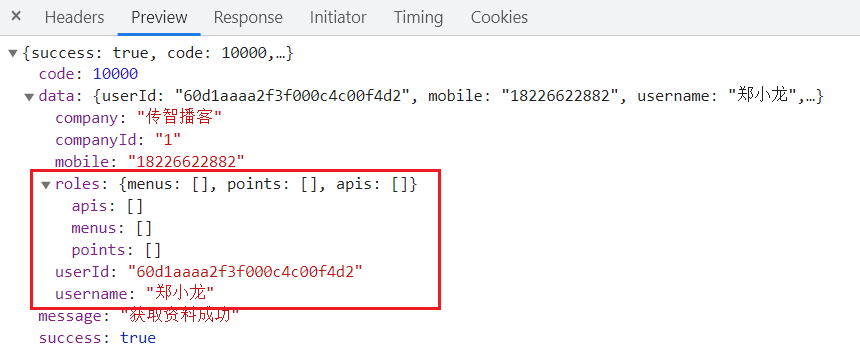 × Headers Preview Response Initiator Timing Cookies
▼{success: true, code: 10000,…}
code: 10000
▼data: {userId: "60d1aaaa2f3f000c4c00f4d2", mobile: "18226622882", username: "郑小龙",…}
company: "传智播客"
companyId: "1"
mobile: "18226622882"
▼roles: {menus: [], points: [], apis: []}
apis: []
menus: []
points: []
userId: "60d1aaaa2f3f000c4c00f4d2"
username: "郑小龙"
message: "获取资料成功"
success: true